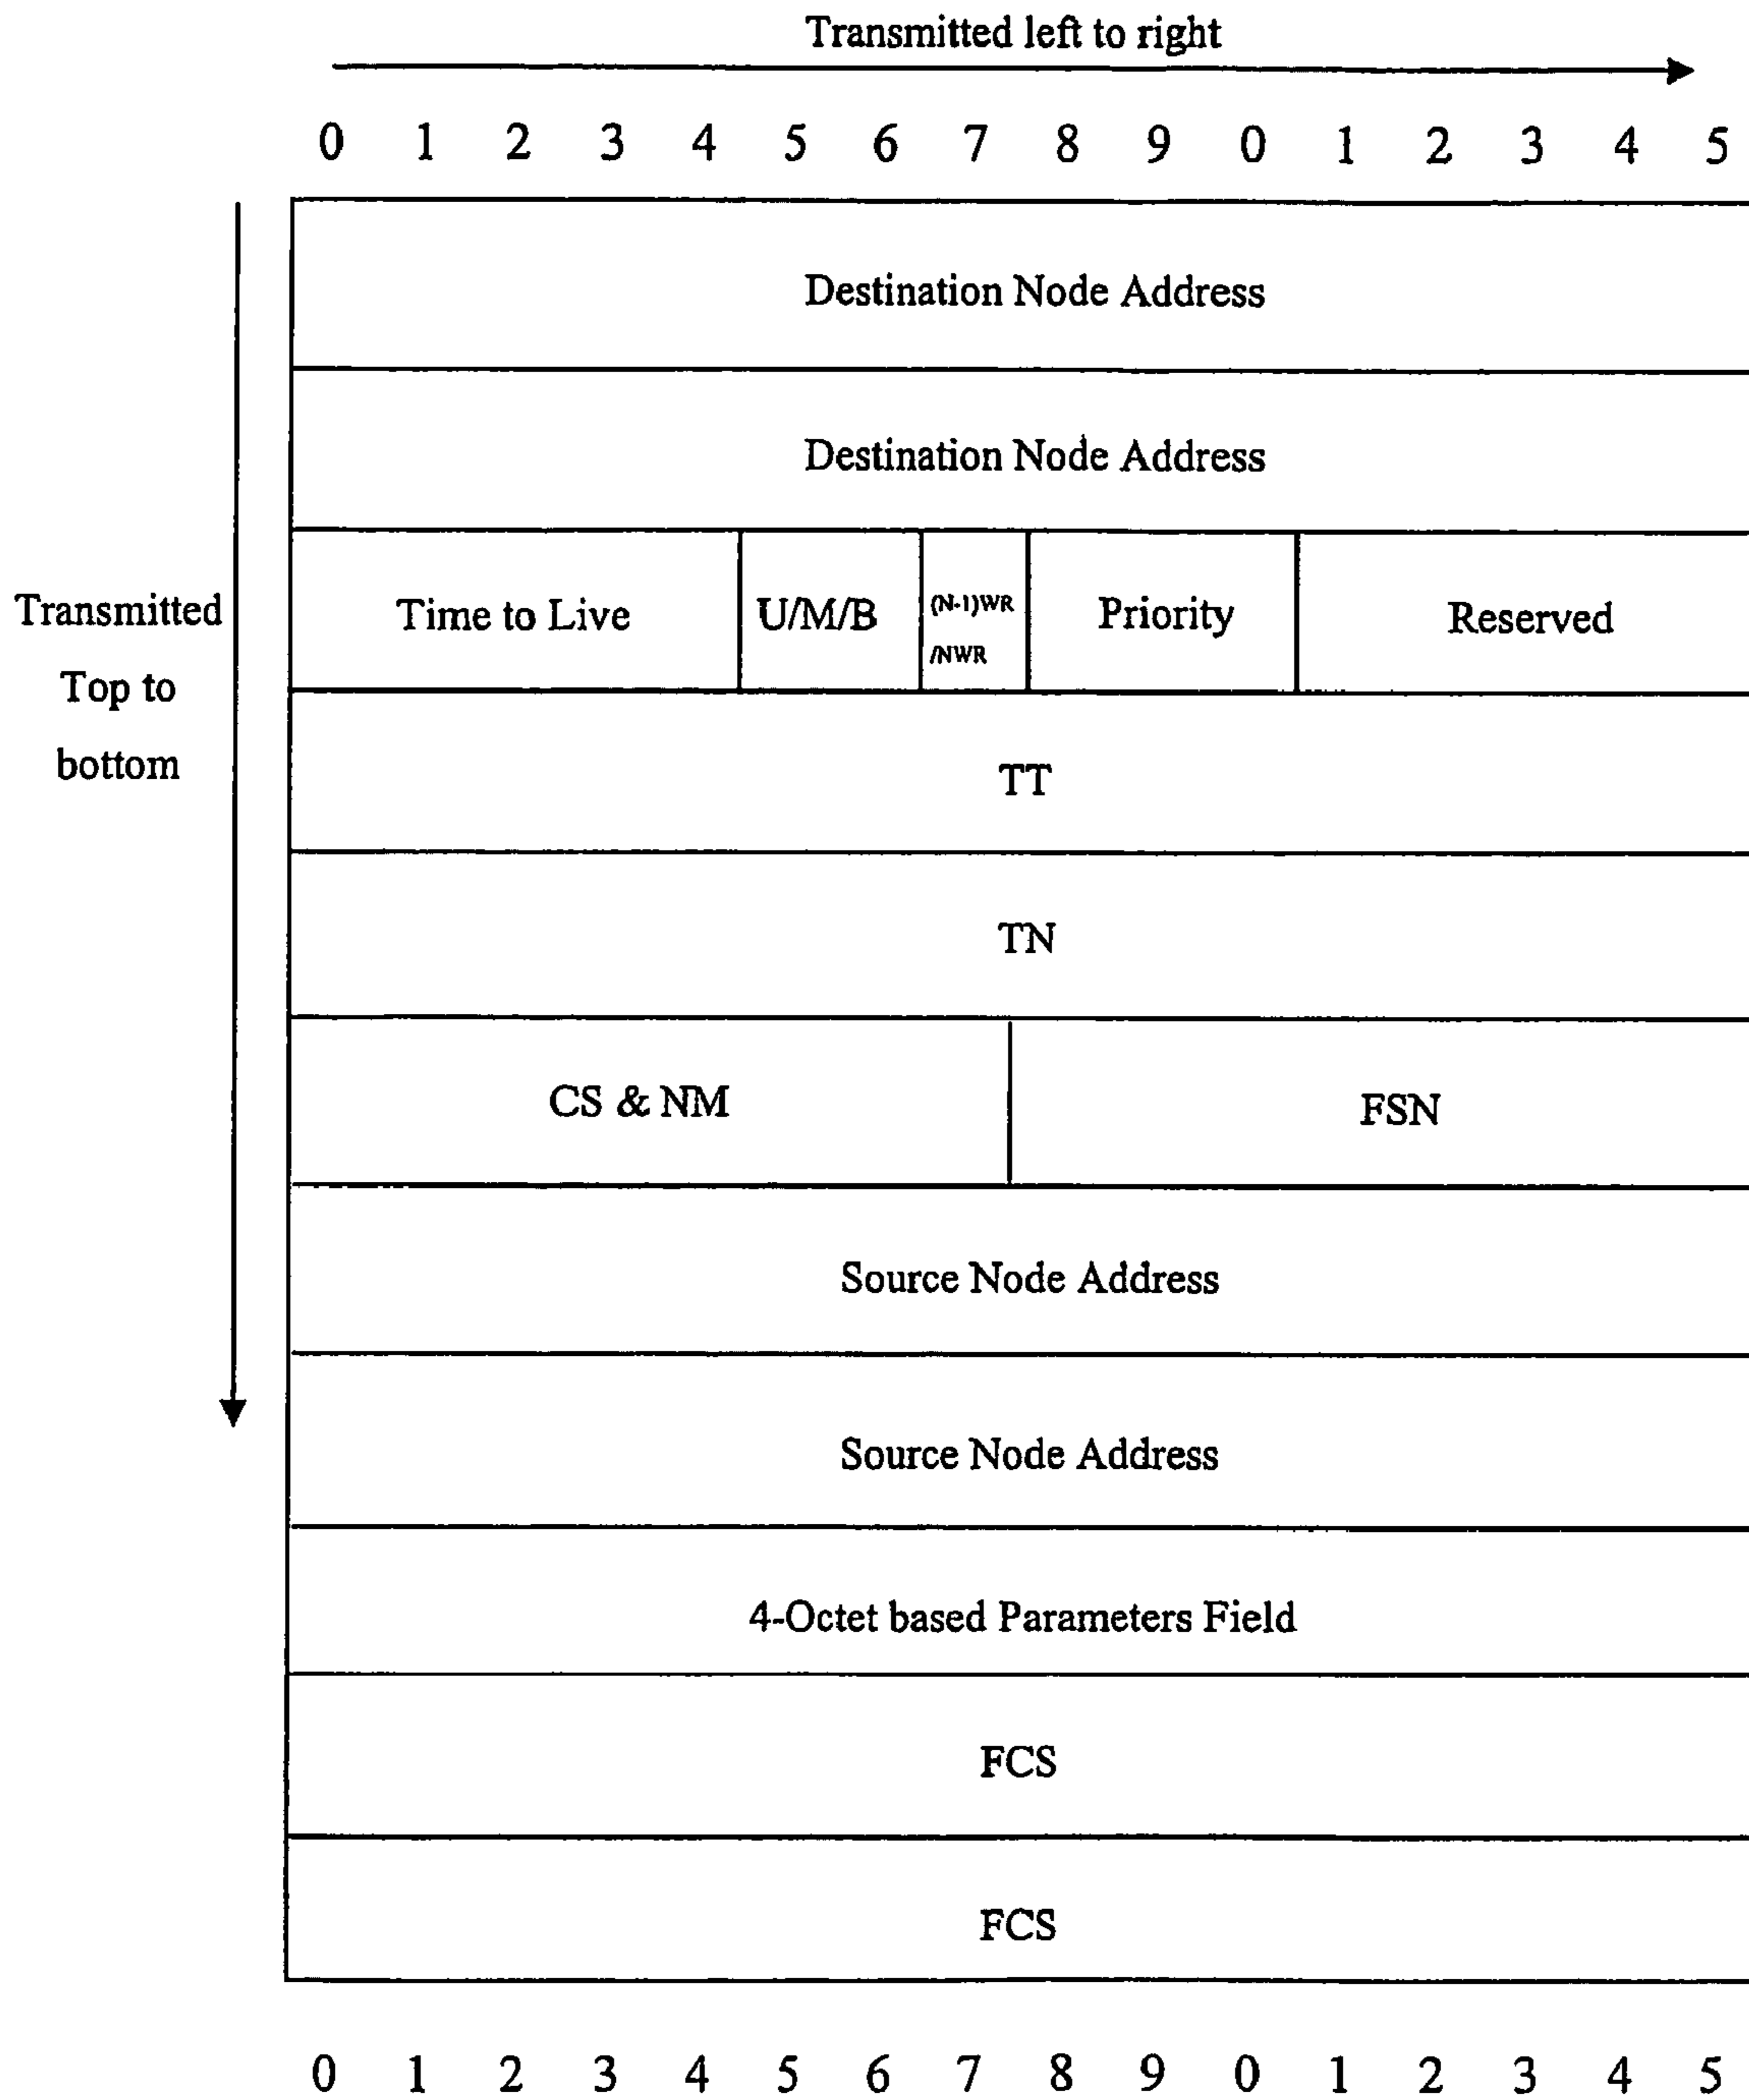 Transmitted left to right
0 1 2 3 4 5 6 7 8 9 0 1 2 3 4 5
Destination Node Address
Destination Node Address
Transmitted
Top to
bottom
Time to Live
U/M/B
(N-1)WR
/NWR
Priority
Reserved
TT
TN
CS & NM
FSN
Source Node Address
Source Node Address
4-Octet based Parameters Field
FCS
FCS
0 1 2 3 4 5 6 7 8 9 0 1 2 3 4 5